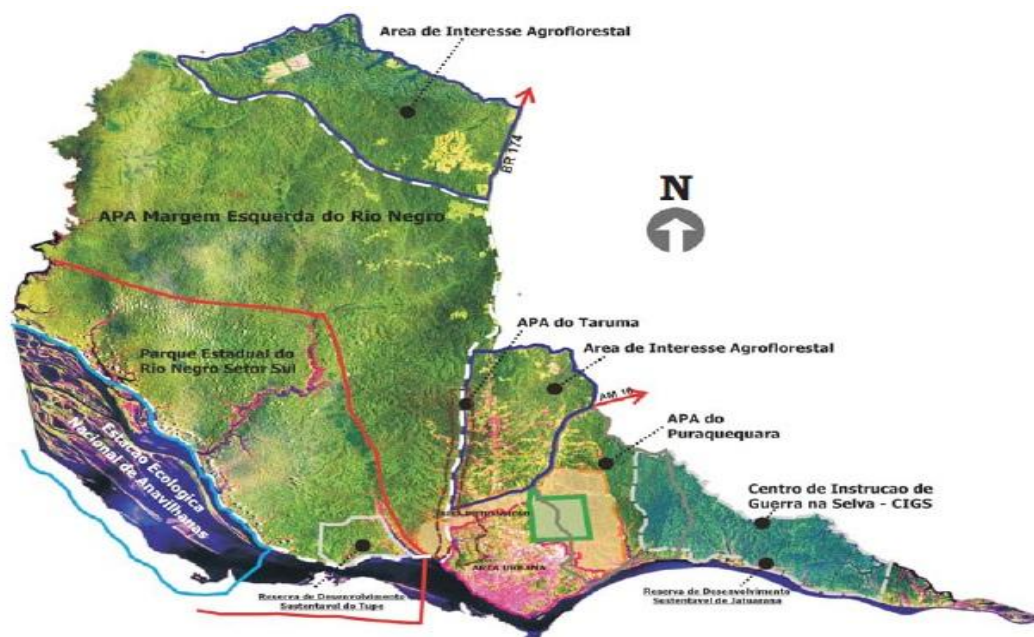 Area de Interesse Agroflorestal
BR 174
N
APA Margem Esquerda do Rio Negro
APA do Taruma
Area de Interesse Agroflorestal
Parque Estadual do
Rio Negro Setor Sul
AM 10
APA do
Puraquequara
Estacao Ecologica
Nacional de Anavilhanas
Centro de Instrucao de
Guerra na Selva - CIGS
AREA URBANA
Reserva de Desenvolvimento
Sustentavel do Tupe
Reserva de Desenvolvimento
Sustentavel de Jatuarana